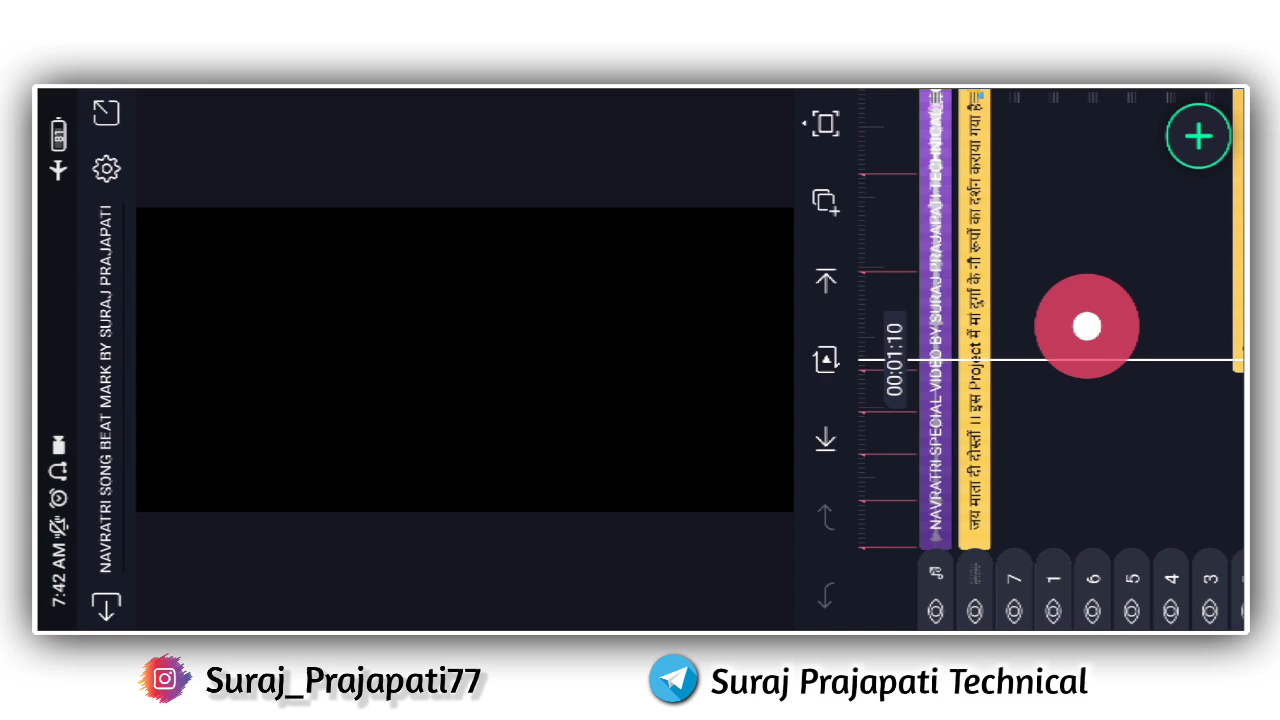 7:42 AM
81
NAVRATRI SONG BEAT MARK BY SURAJ PRAJAPATI
00:01:10
NAVRATRI SPECIAL VIDEO BY SURAJ PRAJAPATI TECHNICAL
जय माता दी दोस्तों ।। इस Project में मां दुर्गा के नौ रूपों का दर्शन कराया गया है
7
1
6
5
4
3
Suraj_Prajapati77
Suraj Prajapati Technical